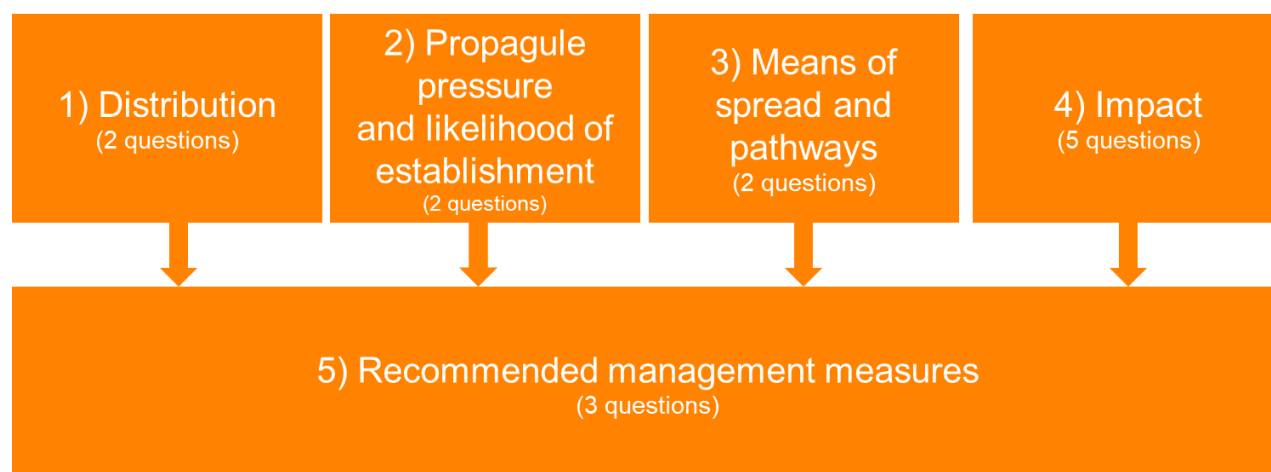 1) Distribution
(2 questions)
2) Propagule
pressure
and likelihood of
establishment
(2 questions)
3) Means of
spread and
pathways
(2 questions)
4) Impact
(5 questions)
5) Recommended management measures
(3 questions)